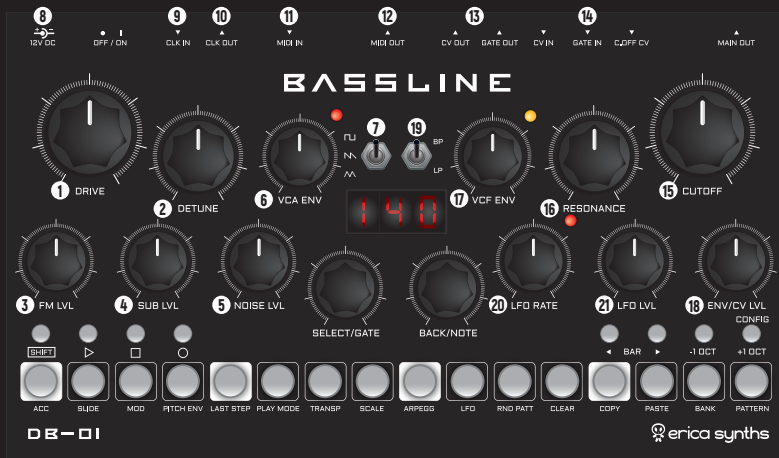 8 9 10 11 12 13 14
12V DC OFF / ON CLK IN CLK OUT MIDI IN MIDI OUT CV OUT GATE OUT CV IN GATE IN C.OFF CV MAIN OUT
BASSLINE
7 19
BP
LP
1 DRIVE
2 DETUNE
6 VCA ENV
17 VCF ENV
16 RESONANCE
15 CUTOFF
140
3 FM LVL
4 SUB LVL
5 NOISE LVL
SELECT/GATE
BACK/NOTE
20 LFO RATE
21 LFO LVL
18 ENV/CV LVL
CONFIG
SHIFT BAR -1 OCT +1 OCT
ACC SLIDE MOD PITCH ENV LAST STEP PLAY MODE TRANSP SCALE ARPEGG LFO RND PATT CLEAR COPY PASTE BANK PATTERN
DB-01
erica synths